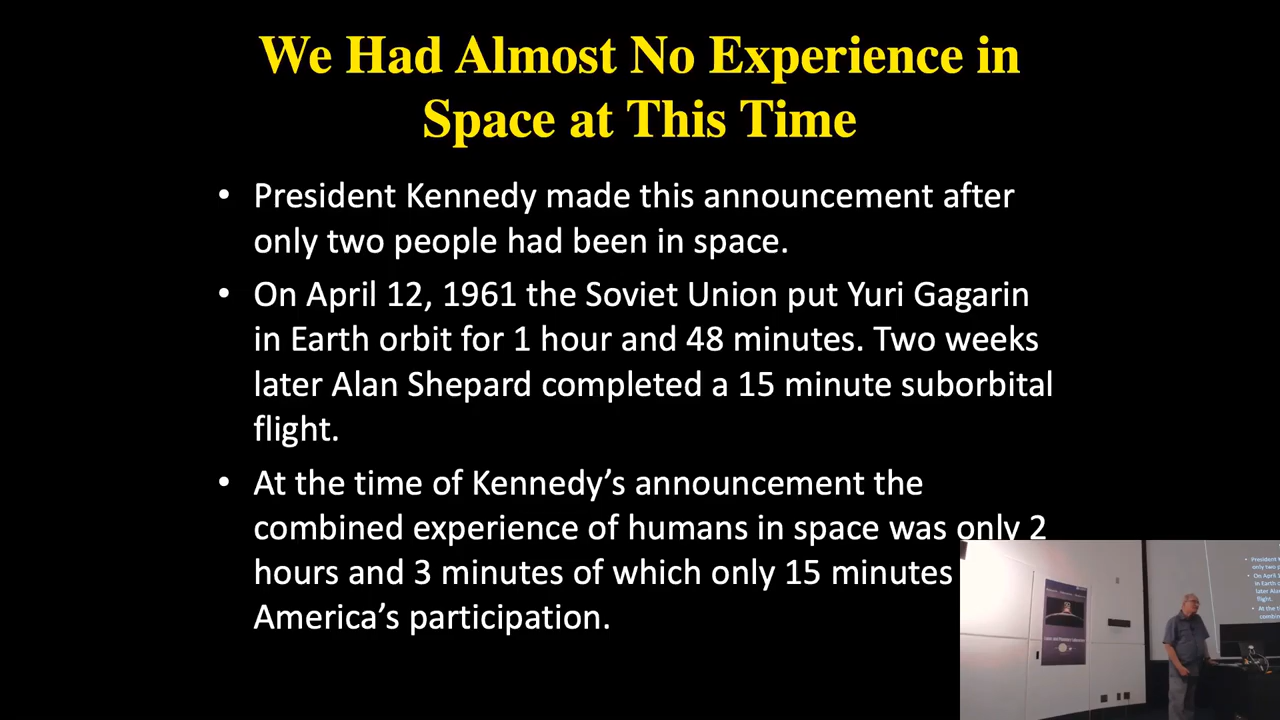 We Had Almost No Experience in
Space at This Time
• President Kennedy made this announcement after
only two people had been in space.
• On April 12, 1961 the Soviet Union put Yuri Gagarin
in Earth orbit for 1 hour and 48 minutes. Two weeks
later Alan Shepard completed a 15 minute suborbital
flight.
• At the time of Kennedy’s announcement the
combined experience of humans in space was only 2
hours and 3 minutes of which only 15 minutes
America’s participation.